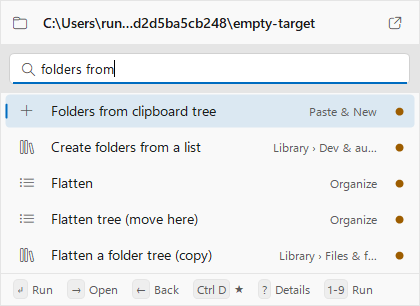 C:\Users\run...d2d5ba5cb248\empty-target
folders from
Folders from clipboard tree Paste & New
Create folders from a list Library › Dev & au...
Flatten Organize
Flatten tree (move here) Organize
Flatten a folder tree (copy) Library › Files & f...
↲ Run → Open ← Back Ctrl D ★ ? Details 1-9 Run